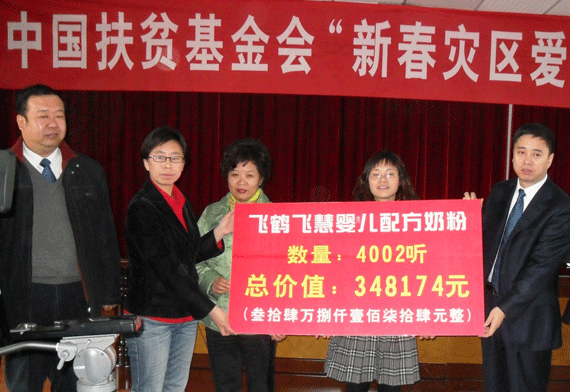 中国扶贫基金会“新春灾区爱
飞鹤飞慧婴儿配方奶粉
数量：4002听
总价值：348174元
（叁拾肆万捌仟壹佰柒拾肆元整）